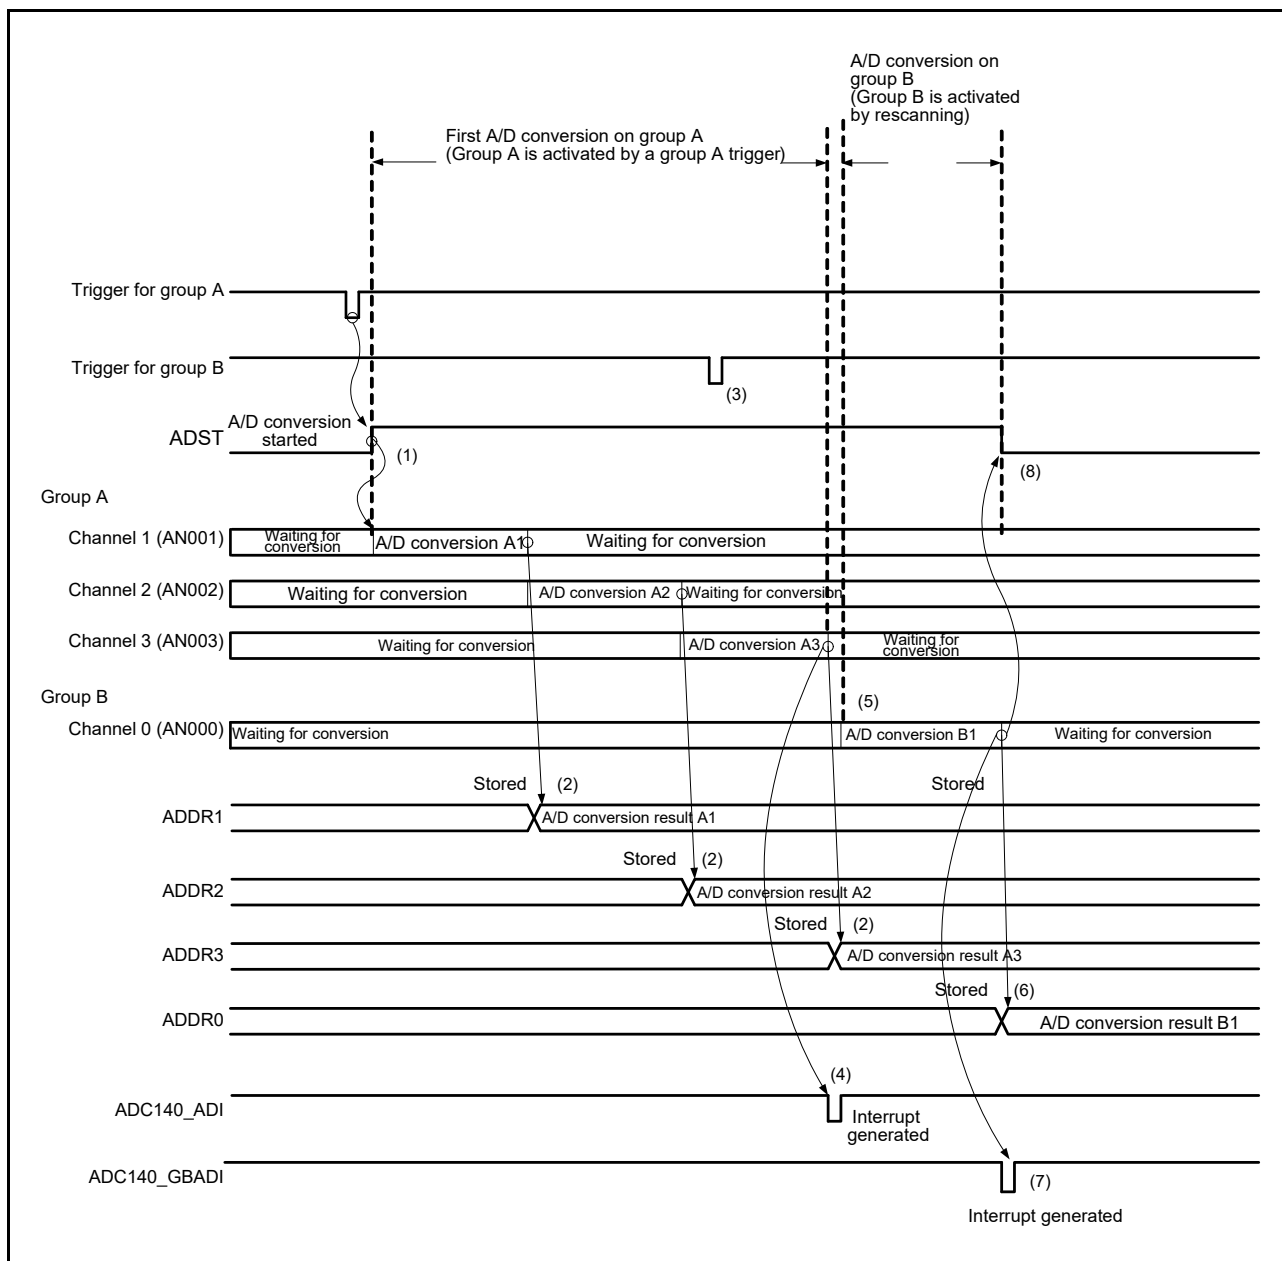 A/D conversion on
group B
(Group B is activated
by rescanning)
First A/D conversion on group A
(Group A is activated by a group A trigger)
Trigger for group A
Trigger for group B
(3)
A/D conversion
started
ADST
(1)
(8)
Group A
Channel 1 (AN001)
Waiting for
conversion
A/D conversion A1
Waiting for conversion
Channel 2 (AN002)
Waiting for conversion
A/D conversion A2
Waiting for conversion
Channel 3 (AN003)
Waiting for conversion
A/D conversion A3
Waiting for
conversion
Group B
(5)
Channel 0 (AN000)
Waiting for conversion
A/D conversion B1
Waiting for conversion
Stored
(2)
Stored
ADDR1
A/D conversion result A1
Stored
(2)
ADDR2
A/D conversion result A2
Stored
(2)
ADDR3
A/D conversion result A3
Stored
(6)
ADDR0
A/D conversion result B1
(4)
ADC140_ADI
Interrupt
generated
ADC140_GBADI
(7)
Interrupt generated